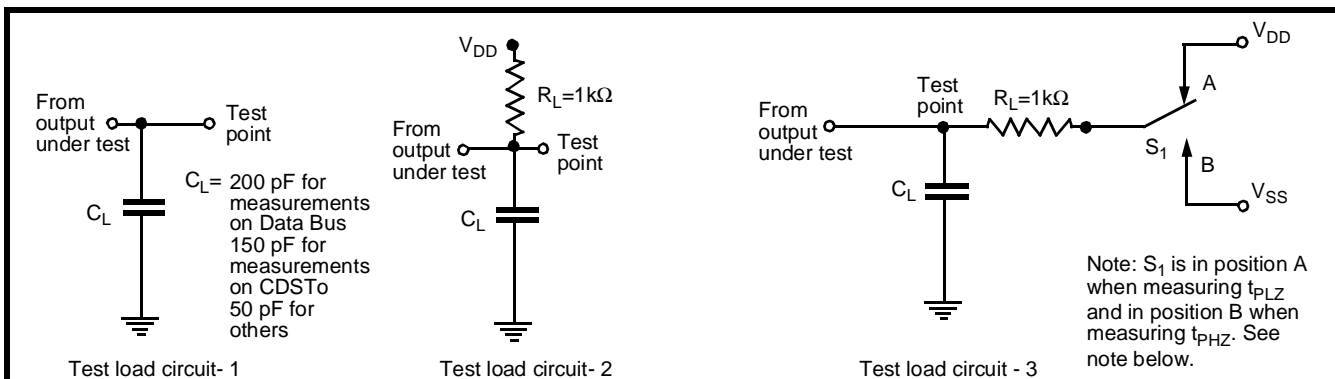 From
output
under test
Test
point
C_L
C_L= 200 pF for
measurements
on Data Bus
150 pF for
measurements
on CDSTo
50 pF for
others
Test load circuit- 1
V_DD
R_L=1kΩ
From
output
under test
Test
point
C_L
Test load circuit- 2
From
output
under test
Test
point
R_L=1kΩ
C_L
V_DD
A
S_1
B
V_SS
Note: S_1 is in position A
when measuring t_PLZ
and in position B when
measuring t_PHZ. See
note below.
Test load circuit - 3